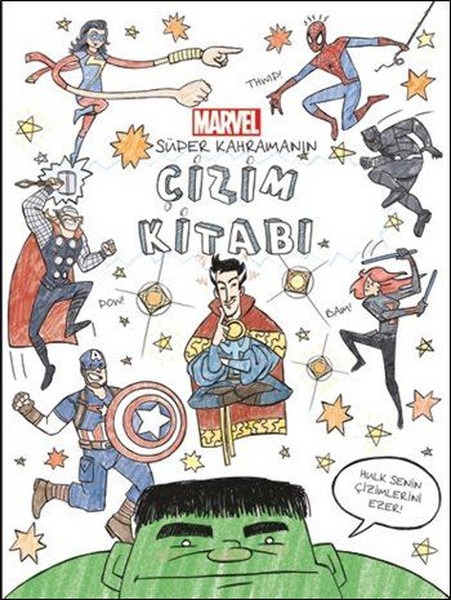 THWIP!
MARVEL
SÜPER KAHRAMANIN
ÇİZİM
KİTABI
POW!
BAM!
HULK SENİN
ÇİZİMLERİNİ
EZER!